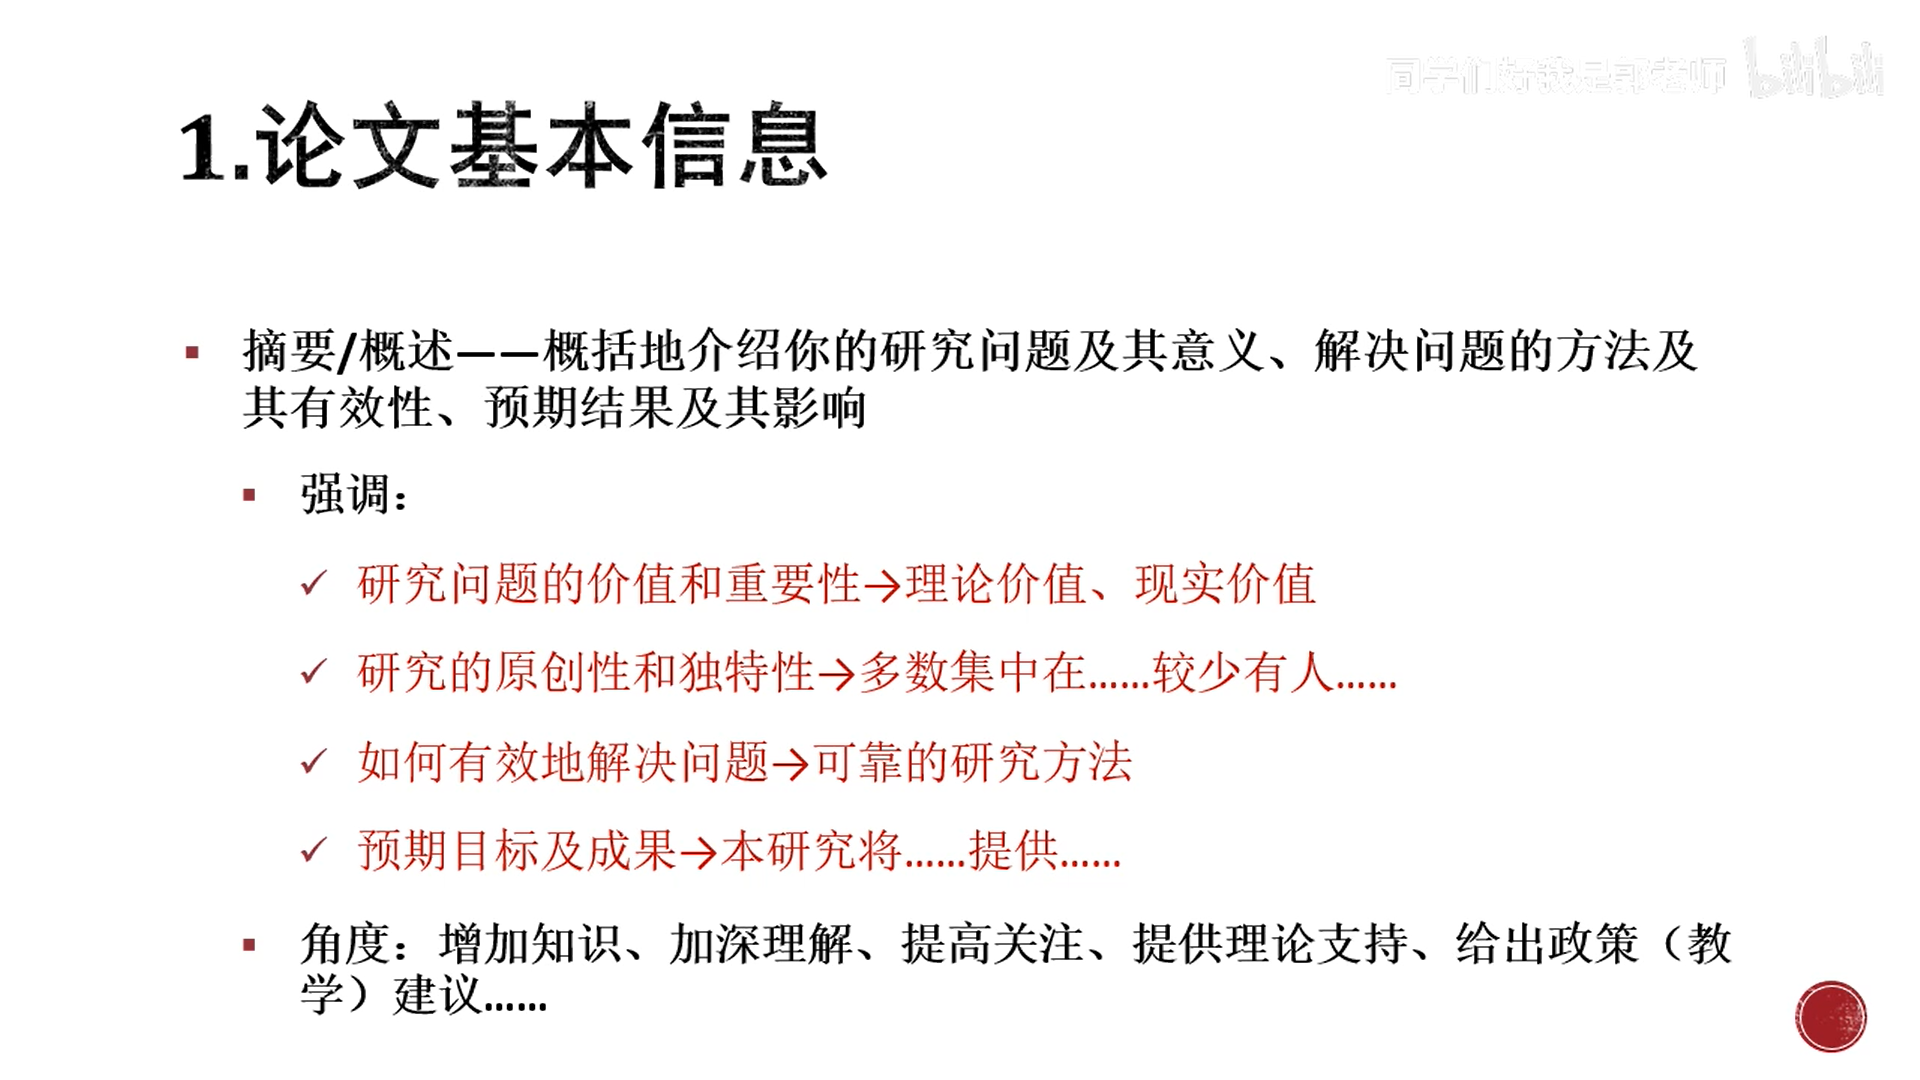 同学们好我是郭老师 bilibili
1.论文基本信息
摘要/概述——概括地介绍你的研究问题及其意义、解决问题的方法及
其有效性、预期结果及其影响
强调：
研究问题的价值和重要性→理论价值、现实价值
研究的原创性和独特性→多数集中在……较少有人……
如何有效地解决问题→可靠的研究方法
预期目标及成果→本研究将……提供……
角度：增加知识、加深理解、提高关注、提供理论支持、给出政策（教
学）建议……